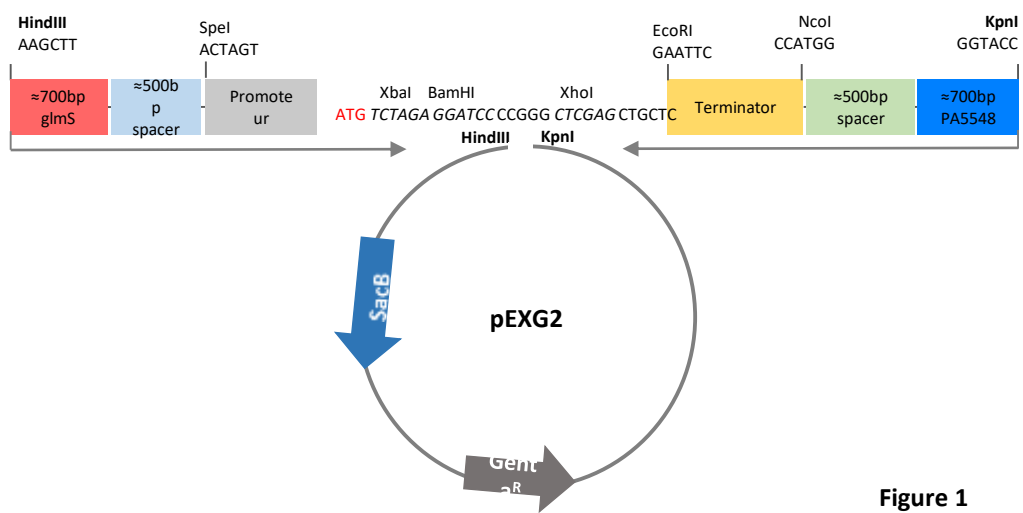 HindIII
AAGCTT
SpeI
ACTAGT
EcoRI
GAATTC
NcoI
CCATGG
KpnI
GGTACC
≈700bp
glmS
≈500b
p
spacer
Promote
ur
XbaI BamHI XhoI
ATG TCTAGA GGATCC CCGGG CTCGAG CTGCTC
Terminator
≈500bp
spacer
≈700bp
PA5548
HindIII KpnI
SacB
pEXG2
Gent
aR
Figure 1